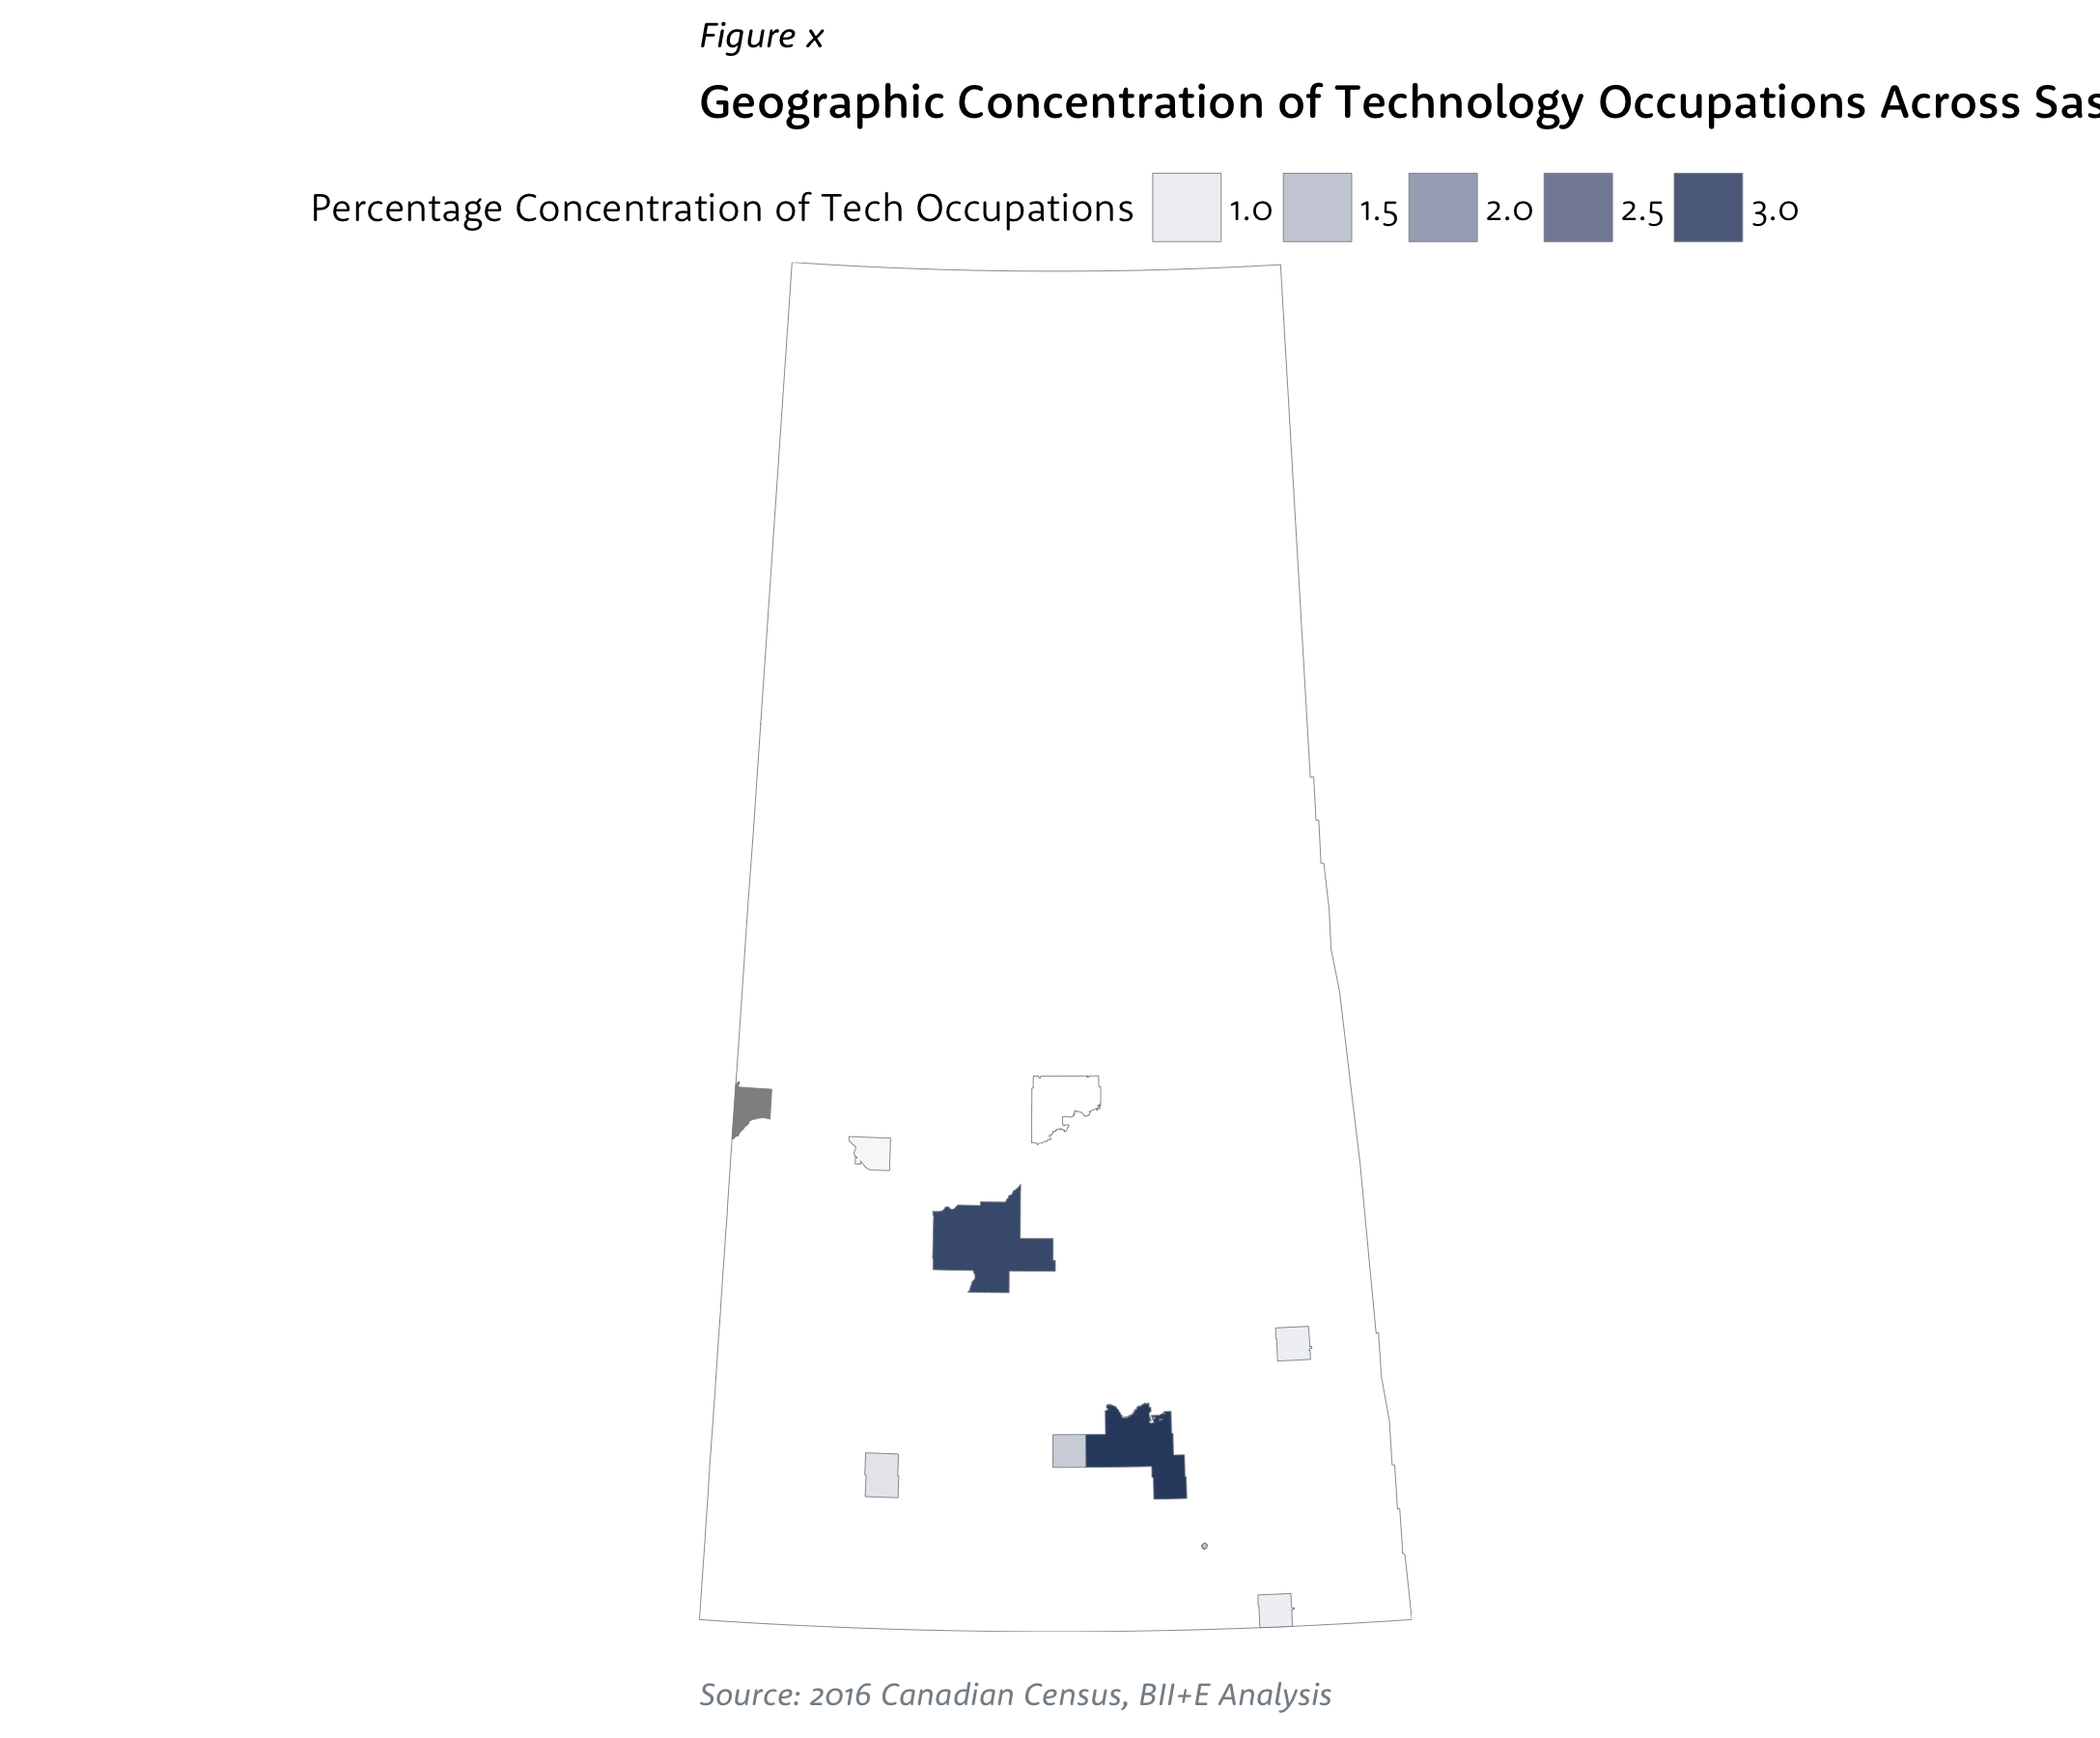 Figure x
Geographic Concentration of Technology Occupations Across Sas
Percentage Concentration of Tech Occupations 1.0 1.5 2.0 2.5 3.0
Source: 2016 Canadian Census, BII+E Analysis